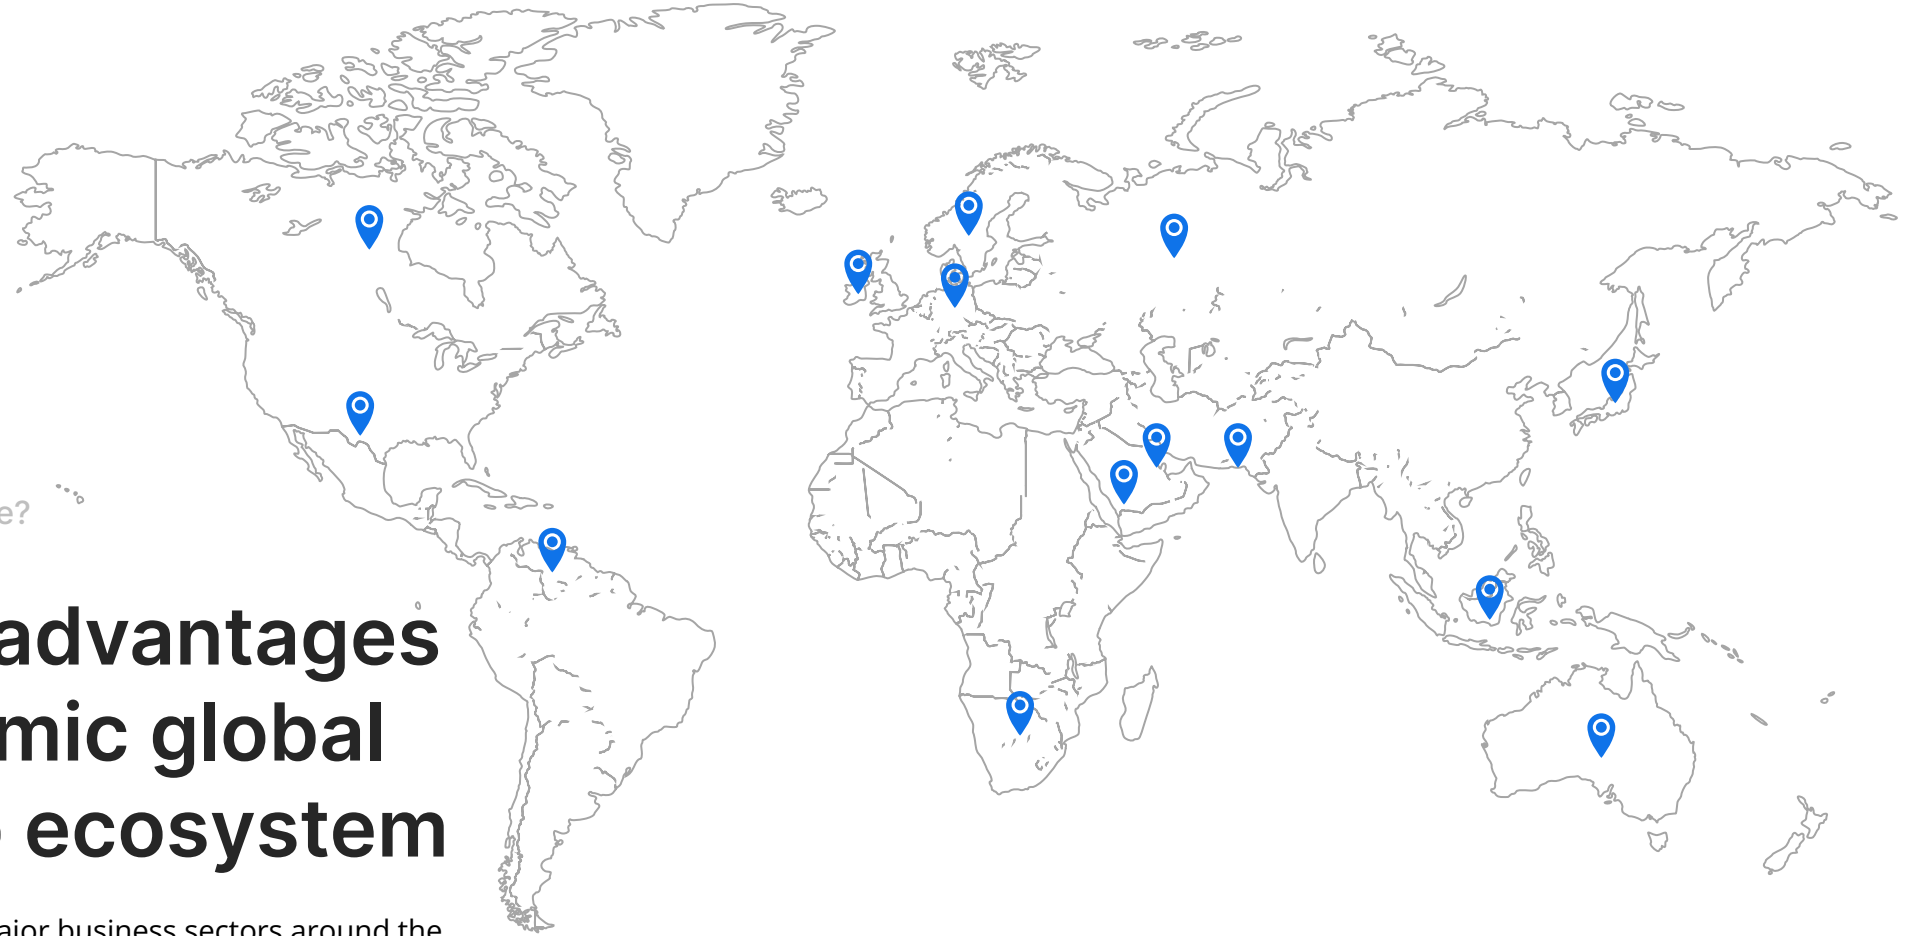 e?
advantages
mic global
ecosystem
ajor business sectors around the